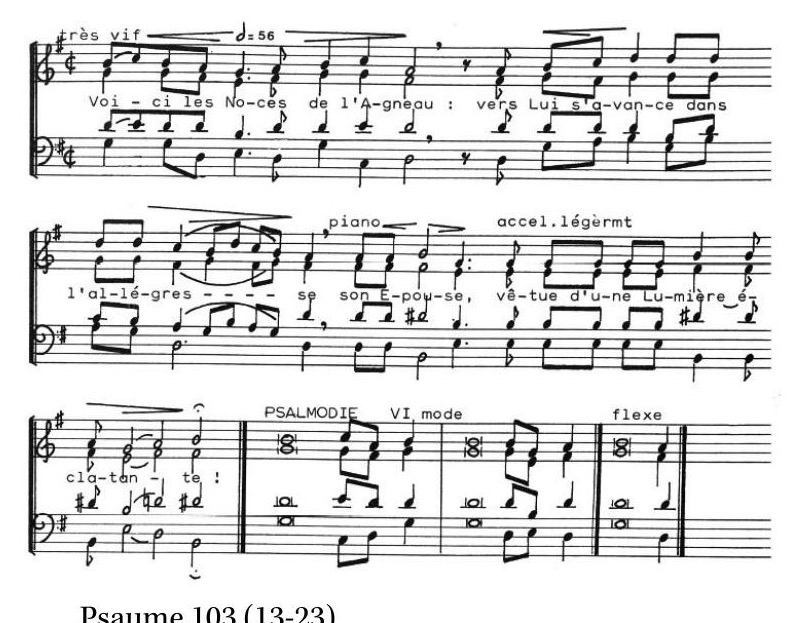 très vif 𝅗𝅥. = 56
Voi - ci les No-ces de l'A-gneau : vers Lui s'a-van-ce dans
piano accel.légèrmt
l'al-lé-gres - - - - se son E-pou-se, vê-tue d'u-ne Lu-mière‿é-
cla-tan - te !
PSALMODIE VI mode flexe
Psaume 103 (13-23)